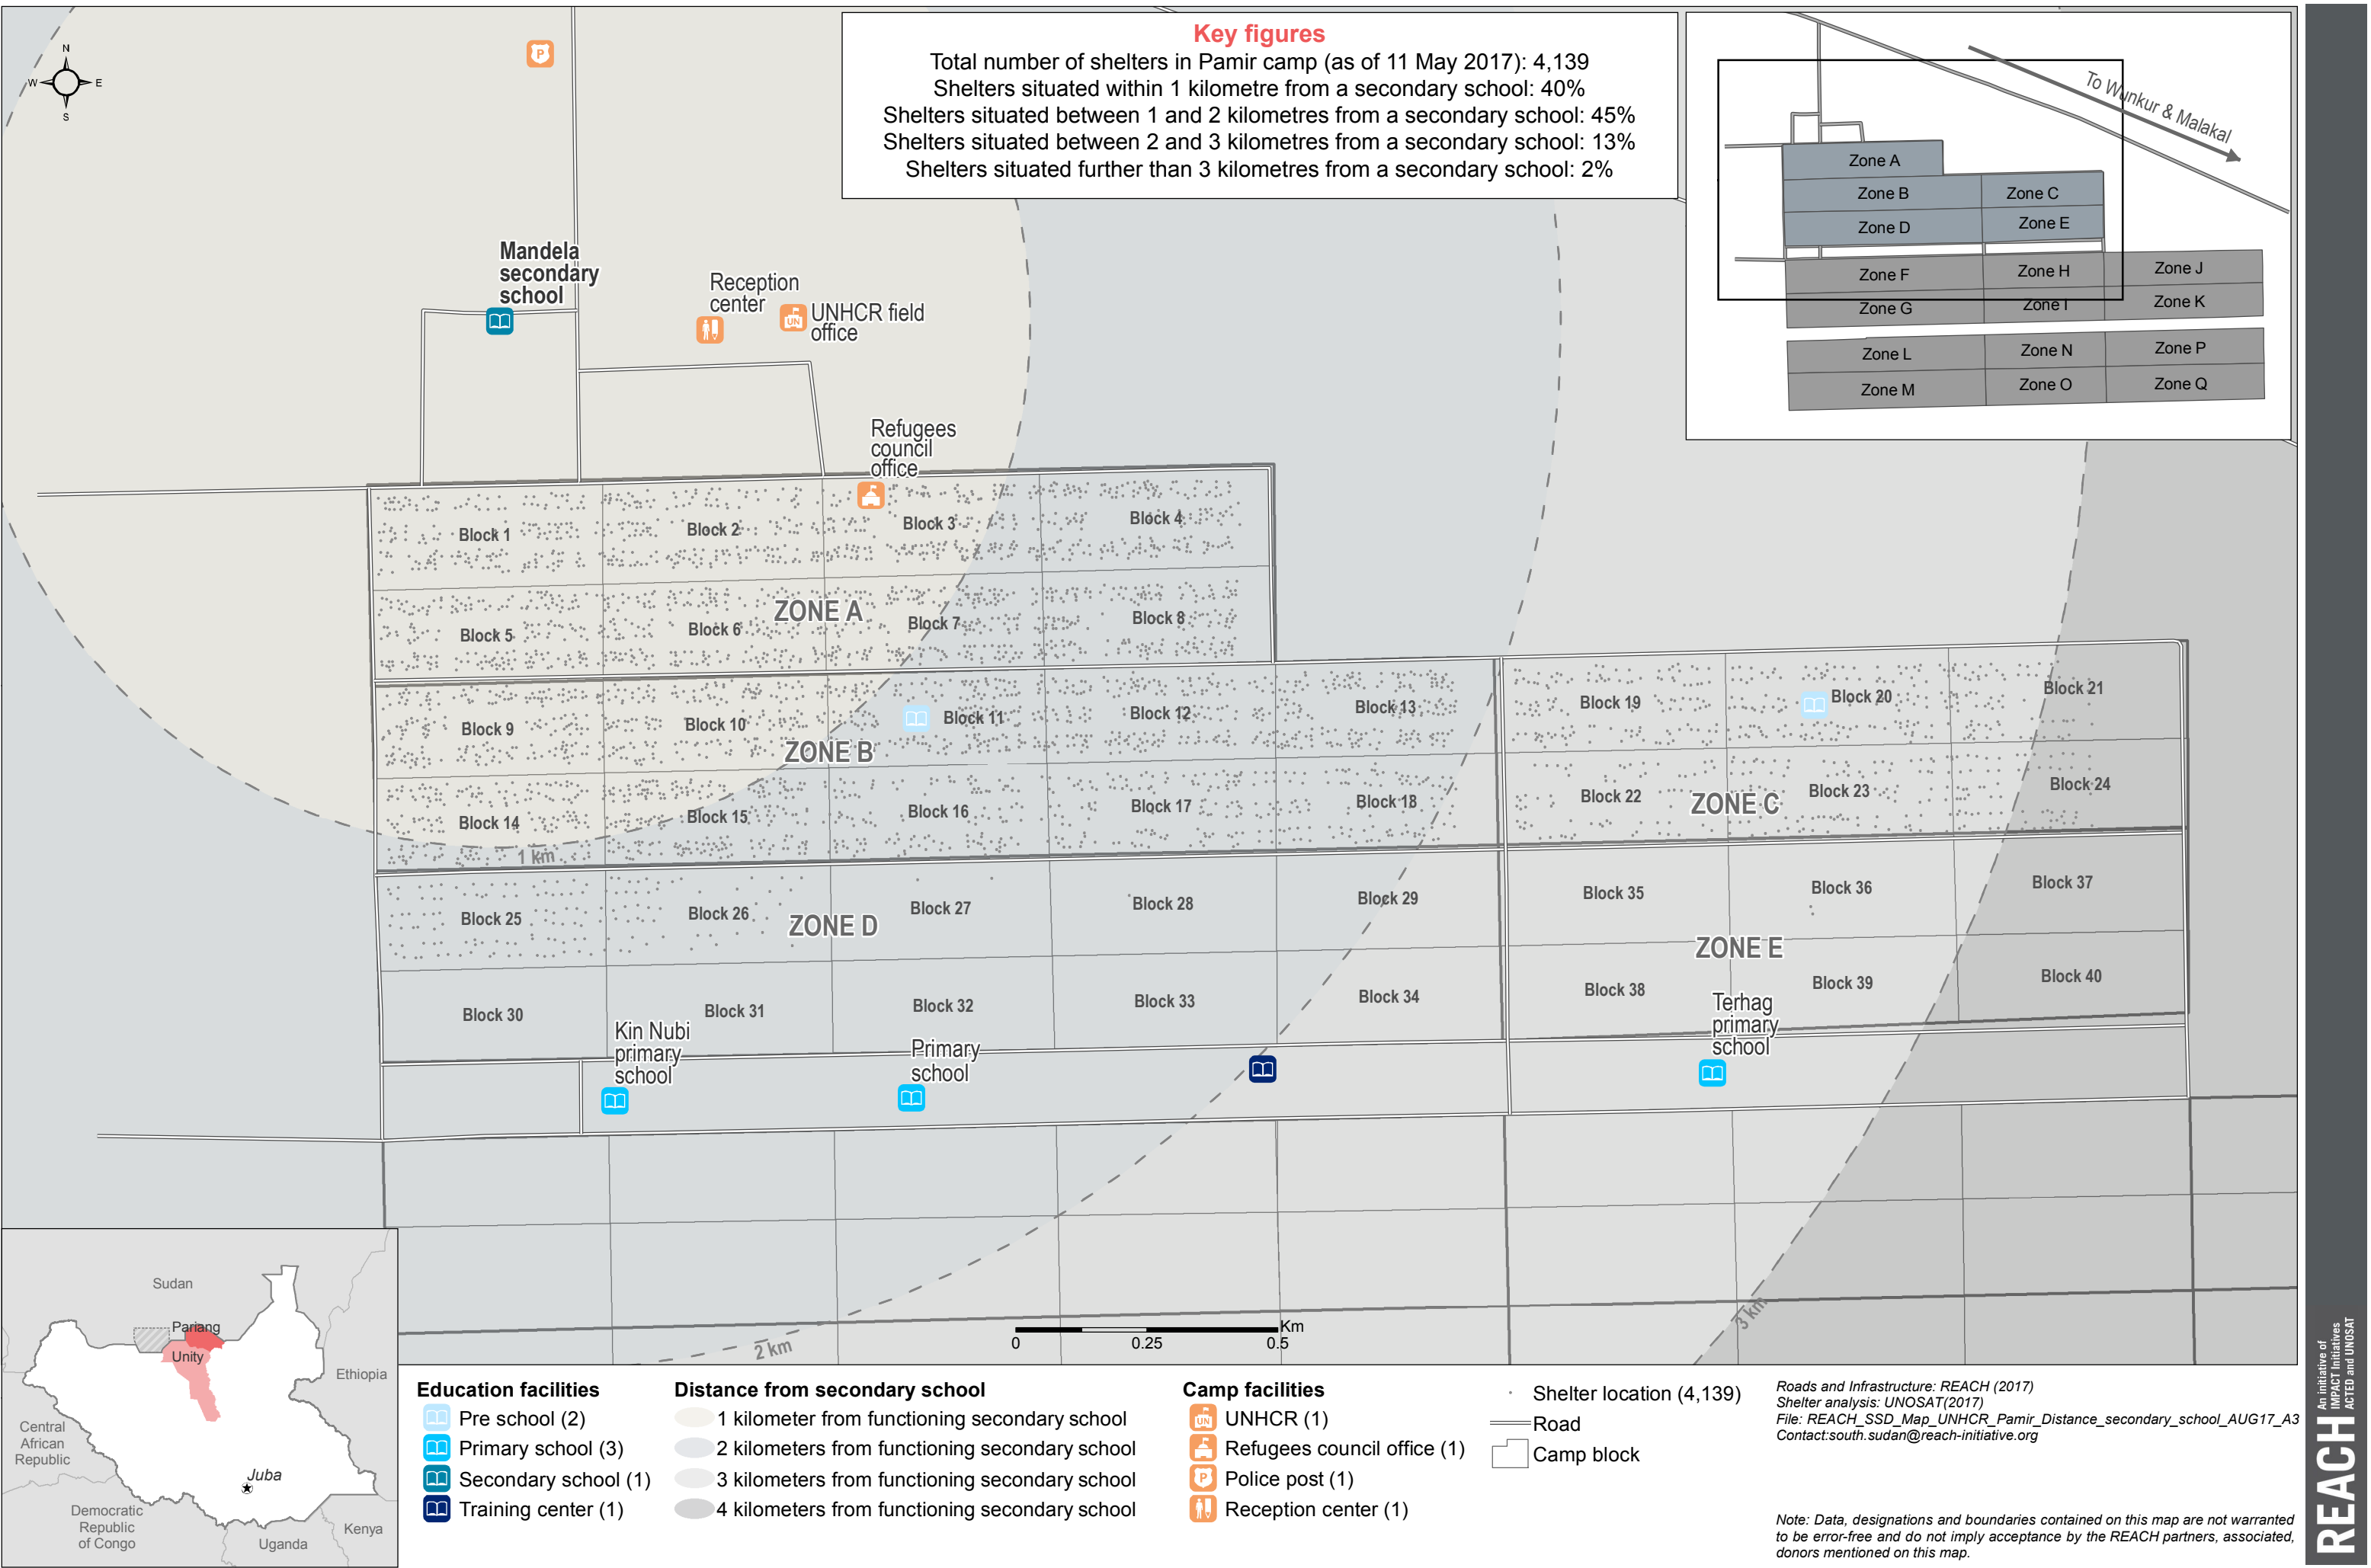 N
W
E
S
P
Key figures
Total number of shelters in Pamir camp (as of 11 May 2017): 4,139
Shelters situated within 1 kilometre from a secondary school: 40%
Shelters situated between 1 and 2 kilometres from a secondary school: 45%
Shelters situated between 2 and 3 kilometres from a secondary school: 13%
Shelters situated further than 3 kilometres from a secondary school: 2%
To Wunkur & Malakal
Zone A
Zone B
Zone C
Zone D
Zone E
Zone F
Zone H
Zone J
Zone G
Zone I
Zone K
Zone L
Zone N
Zone P
Zone M
Zone O
Zone Q
Mandela
secondary
school
Reception
center
UN
UNHCR field
office
Refugees
council
office
Block 1
Block 2
Block 3
Block 4
ZONE A
Block 5
Block 6
Block 7
Block 8
Block 9
Block 10
Block 11
Block 12
Block 13
ZONE B
Block 14
Block 15
Block 16
Block 17
Block 18
1 km
Block 19
Block 20
Block 21
Block 22
ZONE C
Block 23
Block 24
Block 25
Block 26
ZONE D
Block 27
Block 28
Block 29
Block 30
Block 31
Block 32
Block 33
Block 34
Block 35
Block 36
Block 37
ZONE E
Block 38
Block 39
Block 40
Kin Nubi
primary
school
Primary
school
Terhag
primary
school
2 km
3 km
Km
0
0.25
0.5
Sudan
Pariang
Unity
Ethiopia
Central
African
Republic
Juba
Democratic
Republic
of Congo
Uganda
Kenya
Education facilities
Pre school (2)
Primary school (3)
Secondary school (1)
Training center (1)
Distance from secondary school
1 kilometer from functioning secondary school
2 kilometers from functioning secondary school
3 kilometers from functioning secondary school
4 kilometers from functioning secondary school
Camp facilities
UN
UNHCR (1)
Refugees council office (1)
P
Police post (1)
Reception center (1)
Shelter location (4,139)
Road
Camp block
Roads and Infrastructure: REACH (2017)
Shelter analysis: UNOSAT(2017)
File: REACH_SSD_Map_UNHCR_Pamir_Distance_secondary_school_AUG17_A3
Contact:south.sudan@reach-initiative.org
Note: Data, designations and boundaries contained on this map are not warranted
to be error-free and do not imply acceptance by the REACH partners, associated,
donors mentioned on this map.
REACH
An initiative of
IMPACT Initiatives
ACTED and UNOSAT